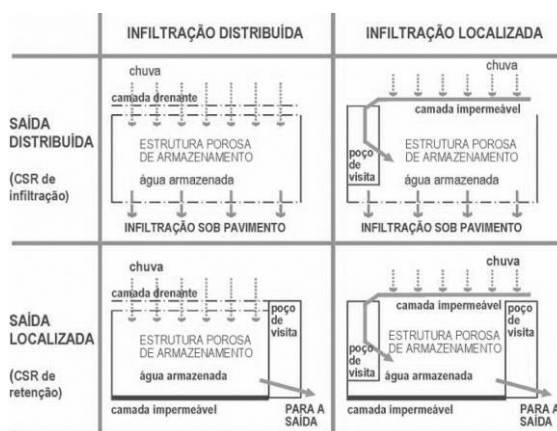 INFILTRAÇÃO DISTRIBUÍDA
INFILTRAÇÃO LOCALIZADA
SAÍDA
DISTRIBUÍDA
(CSR de
infiltração)
chuva
camada drenante
ESTRUTURA POROSA
DE ARMAZENAMENTO
água armazenada
INFILTRAÇÃO SOB PAVIMENTO
chuva
camada impermeável
poço
de
visita
ESTRUTURA POROSA
DE ARMAZENAMENTO
água armazenada
INFILTRAÇÃO SOB PAVIMENTO
SAÍDA
LOCALIZADA
(CSR de
retenção)
chuva
camada drenante
poço
de
visita
ESTRUTURA POROSA
DE ARMAZENAMENTO
água armazenada
camada impermeável
PARA A
SAÍDA
chuva
camada impermeável
poço
de
visita
poço
de
visita
ESTRUTURA POROSA
DE ARMAZENAMENTO
água armazenada
camada impermeável
PARA A
SAÍDA